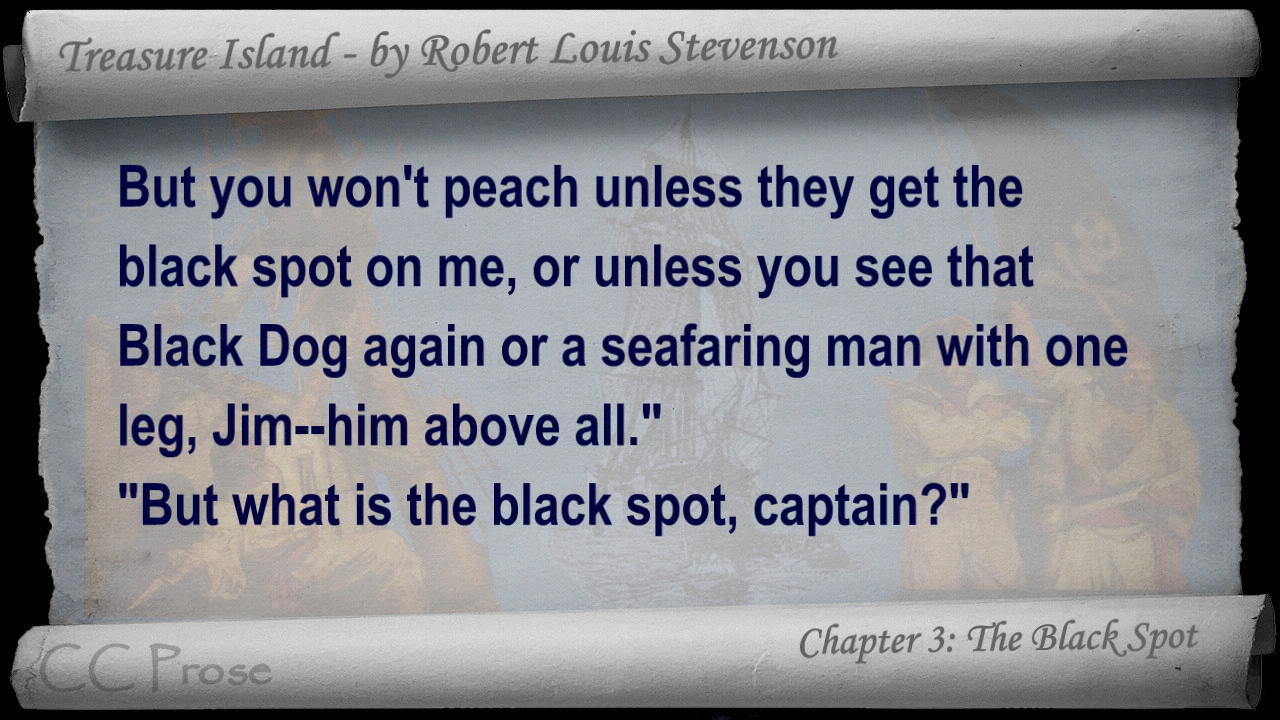 Treasure Island - by Robert Louis Stevenson
But you won't peach unless they get the
black spot on me, or unless you see that
Black Dog again or a seafaring man with one
leg, Jim--him above all."
"But what is the black spot, captain?"
Chapter 3: The Black Spot
CC Prose